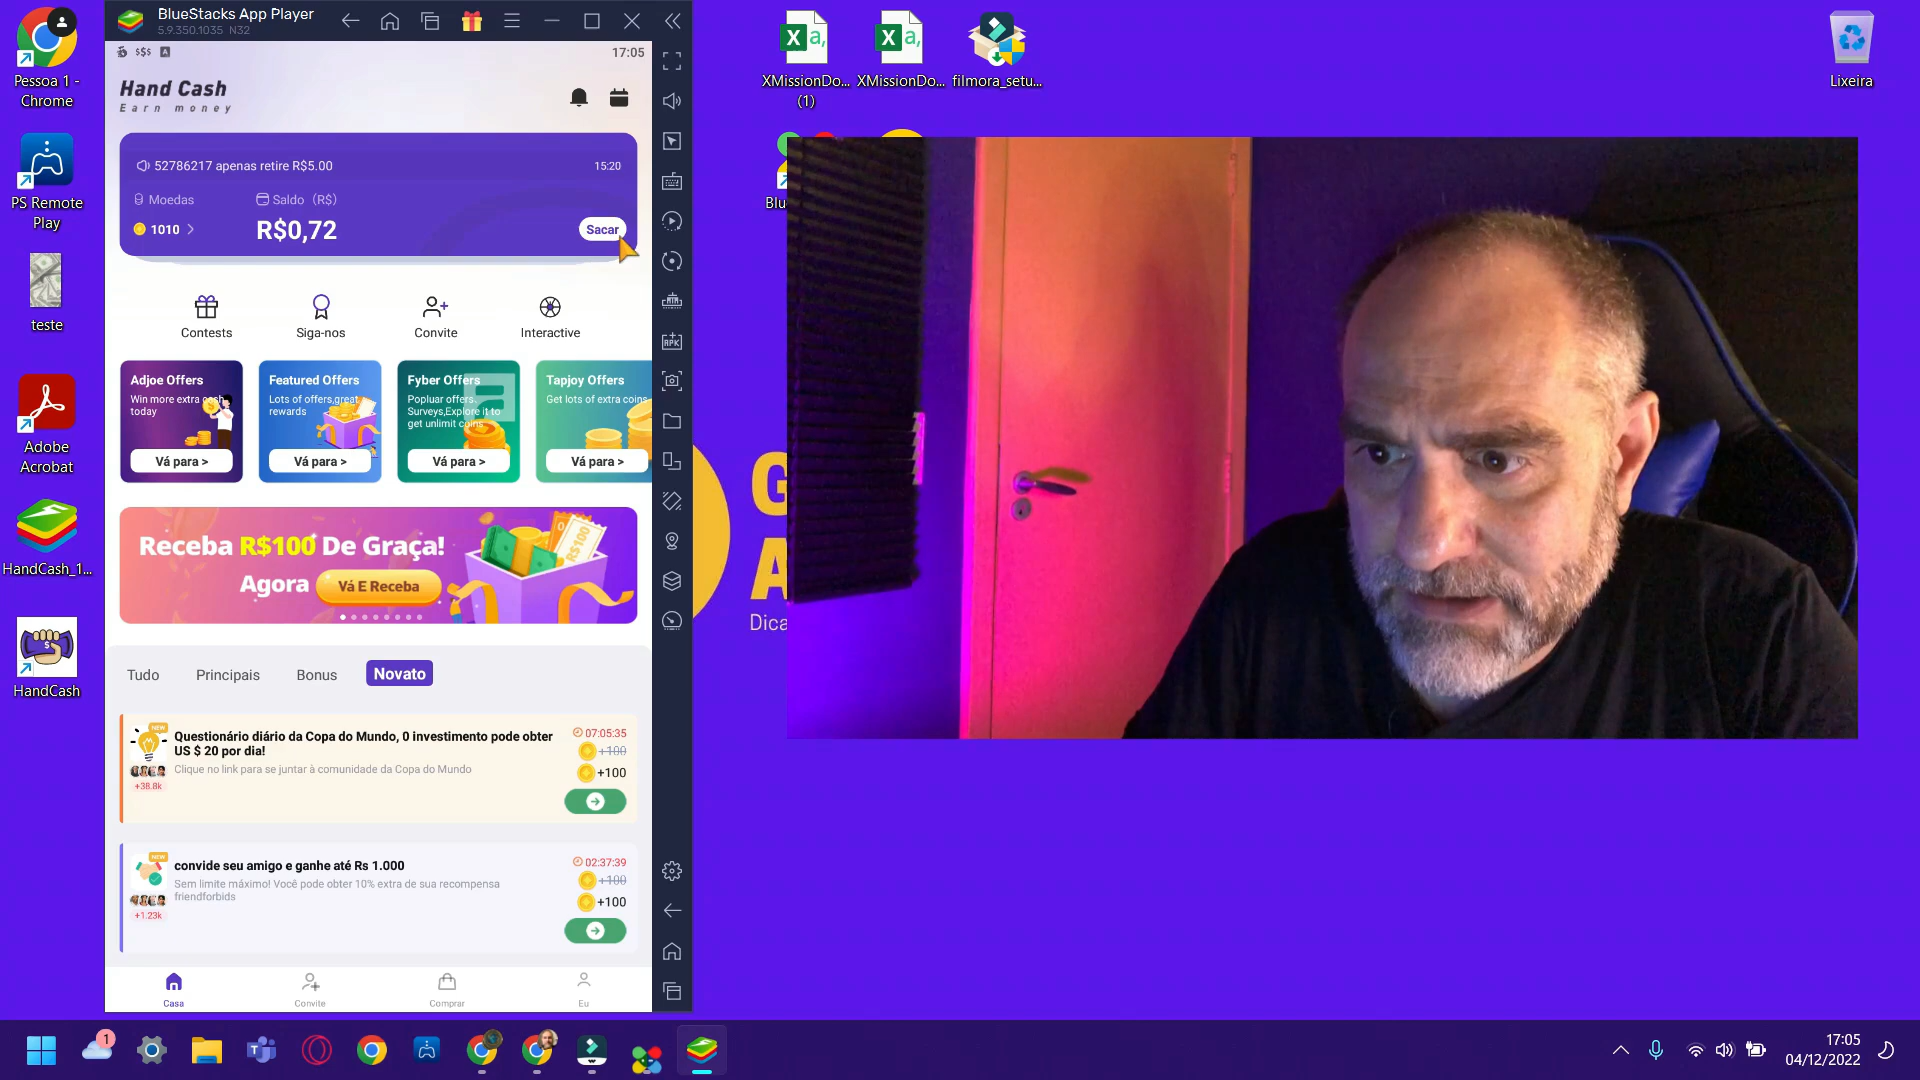 Pessoa 1 -
Chrome
PS Remote
Play
teste
Adobe
Acrobat
HandCash_1...
HandCash
BlueStacks App Player
5.9.350.1035 N32
$$$
A
17:05
Hand Cash
Earn money
52786217 apenas retire R$5.00
15:20
Moedas
Saldo (R$)
1010
R$0,72
Sacar
Contests
Siga-nos
Convite
Interactive
Adjoe Offers
Win more extra cash
today
Vá para >
Featured Offers
Lots of offers,great
rewards
Vá para >
Fyber Offers
Popluar offers
Surveys,Explore it to
get unlimit coins
Vá para >
Tapjoy Offers
Get lots of extra coins
Vá para >
Receba R$100 De Graça!
Agora
Vá E Receba
R$100
Tudo
Principais
Bonus
Novato
NEW
Questionário diário da Copa do Mundo, 0 investimento pode obter
US $ 20 por dia!
Clique no link para se juntar à comunidade da Copa do Mundo
+38.8k
07:05:35
+100
+100
NEW
convide seu amigo e ganhe até Rs 1.000
Sem limite máximo! Você pode obter 10% extra de sua recompensa
friendforbids
+1.23k
02:37:39
+100
+100
Casa
Convite
Comprar
Eu
APK
X a,
XMissionDo...
(1)
X a,
XMissionDo...
filmora_setu...
Lixeira
Blu
G
A
Dica
1
17:05
04/12/2022